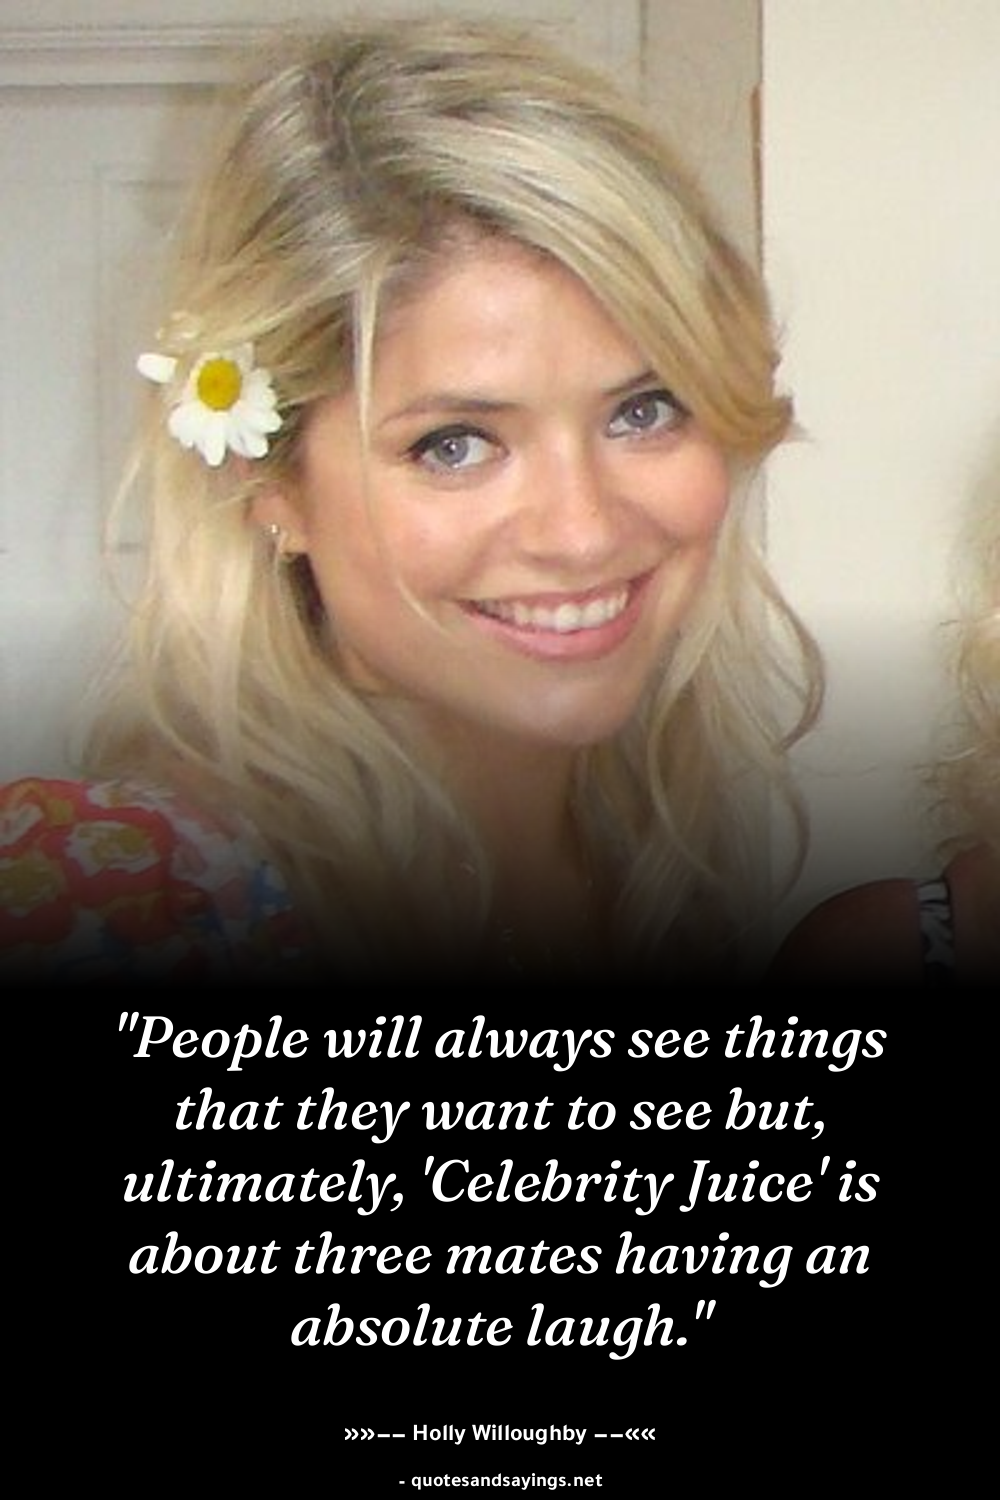 "People will always see things
that they want to see but,
ultimately, 'Celebrity Juice' is
about three mates having an
absolute laugh."
»»−− Holly Willoughby −−««
- quotesandsayings.net